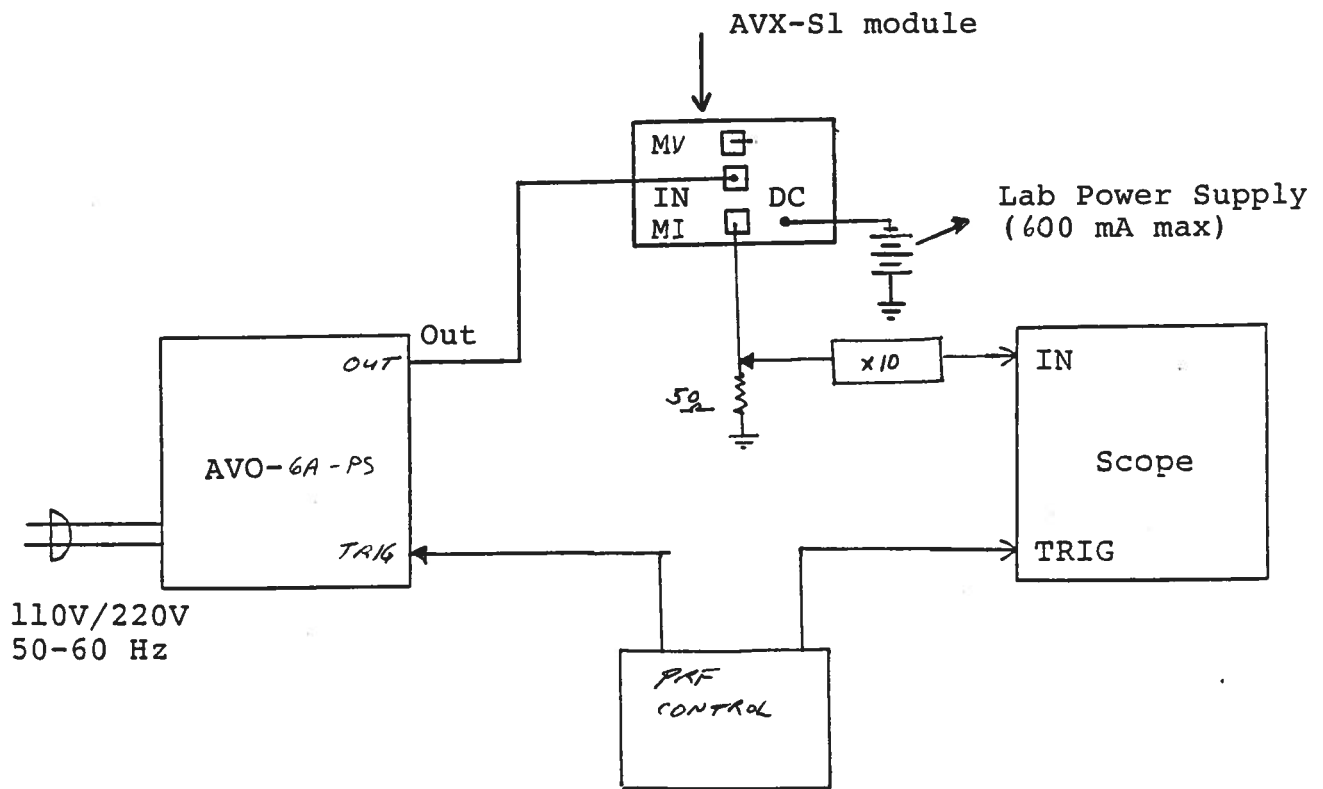 AVX-S1 module
MV
IN
DC
MI
Lab Power Supply
(600 mA max)
Out
OUT
x10
IN
50Ω
AVO-6A-PS
Scope
TRIG
TRIG
110V/220V
50-60 Hz
PRF
CONTROL